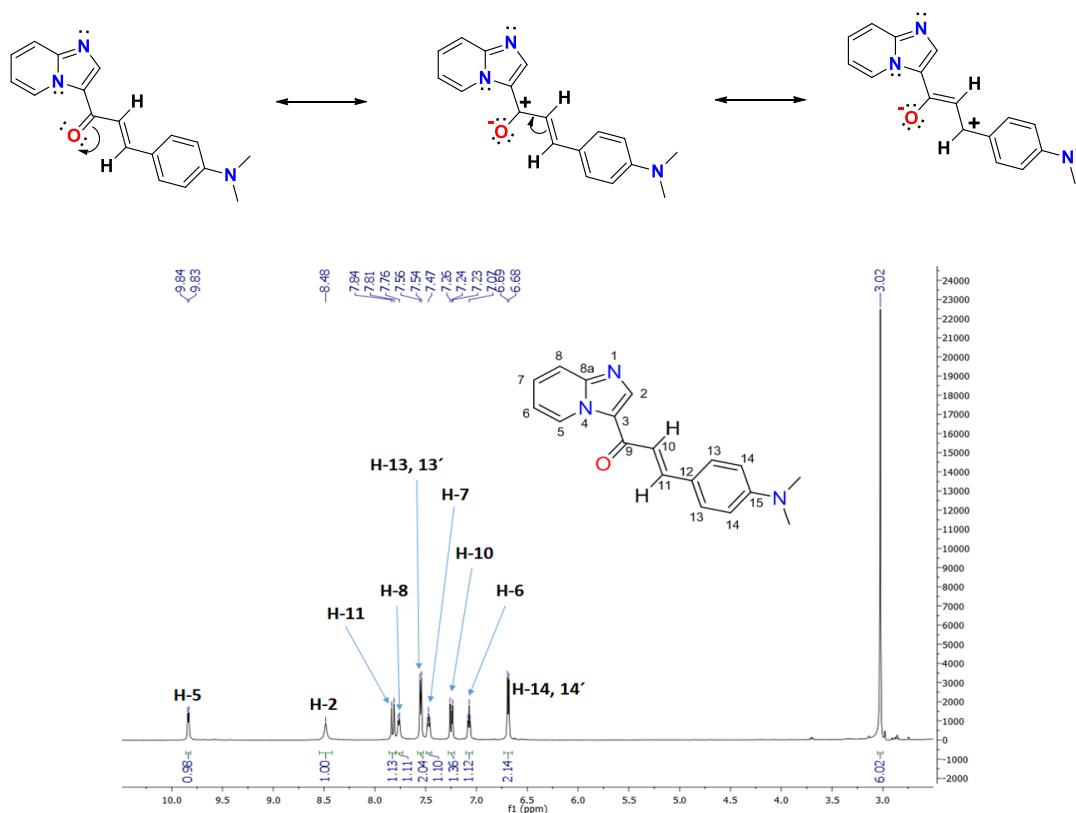 N N O H H N
N N + - O H H N
N N - O H + N
9.84
9.83
8.48
7.84
7.81
7.76
7.56
7.54
7.47
7.26
7.24
7.23
7.07
6.69
6.68
3.02
24000
23000
22000
21000
20000
19000
18000
17000
16000
15000
14000
13000
12000
11000
10000
9000
8000
7000
6000
5000
4000
3000
2000
1000
0
-1000
-2000
8 8a N 1
7 2
6 N 4 3
5 H
9 10 13 14
O 12
H 11 15 N
13 14
H-13, 13´
H-7
H-10
H-8
H-6
H-11
H-5
H-2
H-14, 14´
0.98
1.00
1.13
1.11
2.04
1.10
1.36
1.12
2.14
6.02
10.0 9.5 9.0 8.5 8.0 7.5 7.0 6.5 6.0 5.5 5.0 4.5 4.0 3.5 3.0
f1 (ppm)